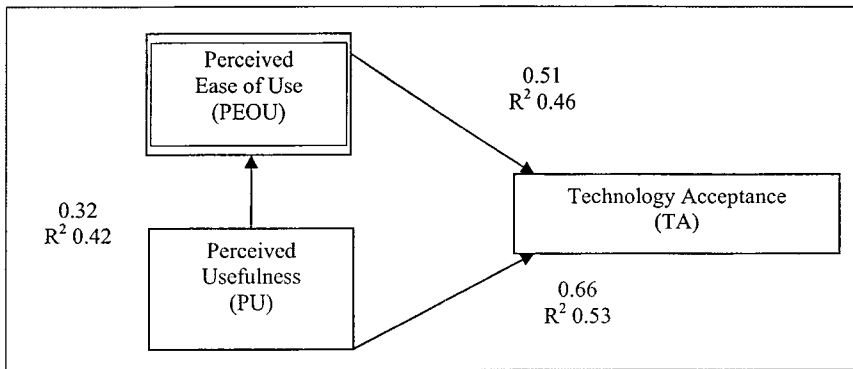 Perceived
Ease of Use
(PEOU)
0.51
R² 0.46
Technology Acceptance
(TA)
0.32
R² 0.42
Perceived
Usefulness
(PU)
0.66
R² 0.53